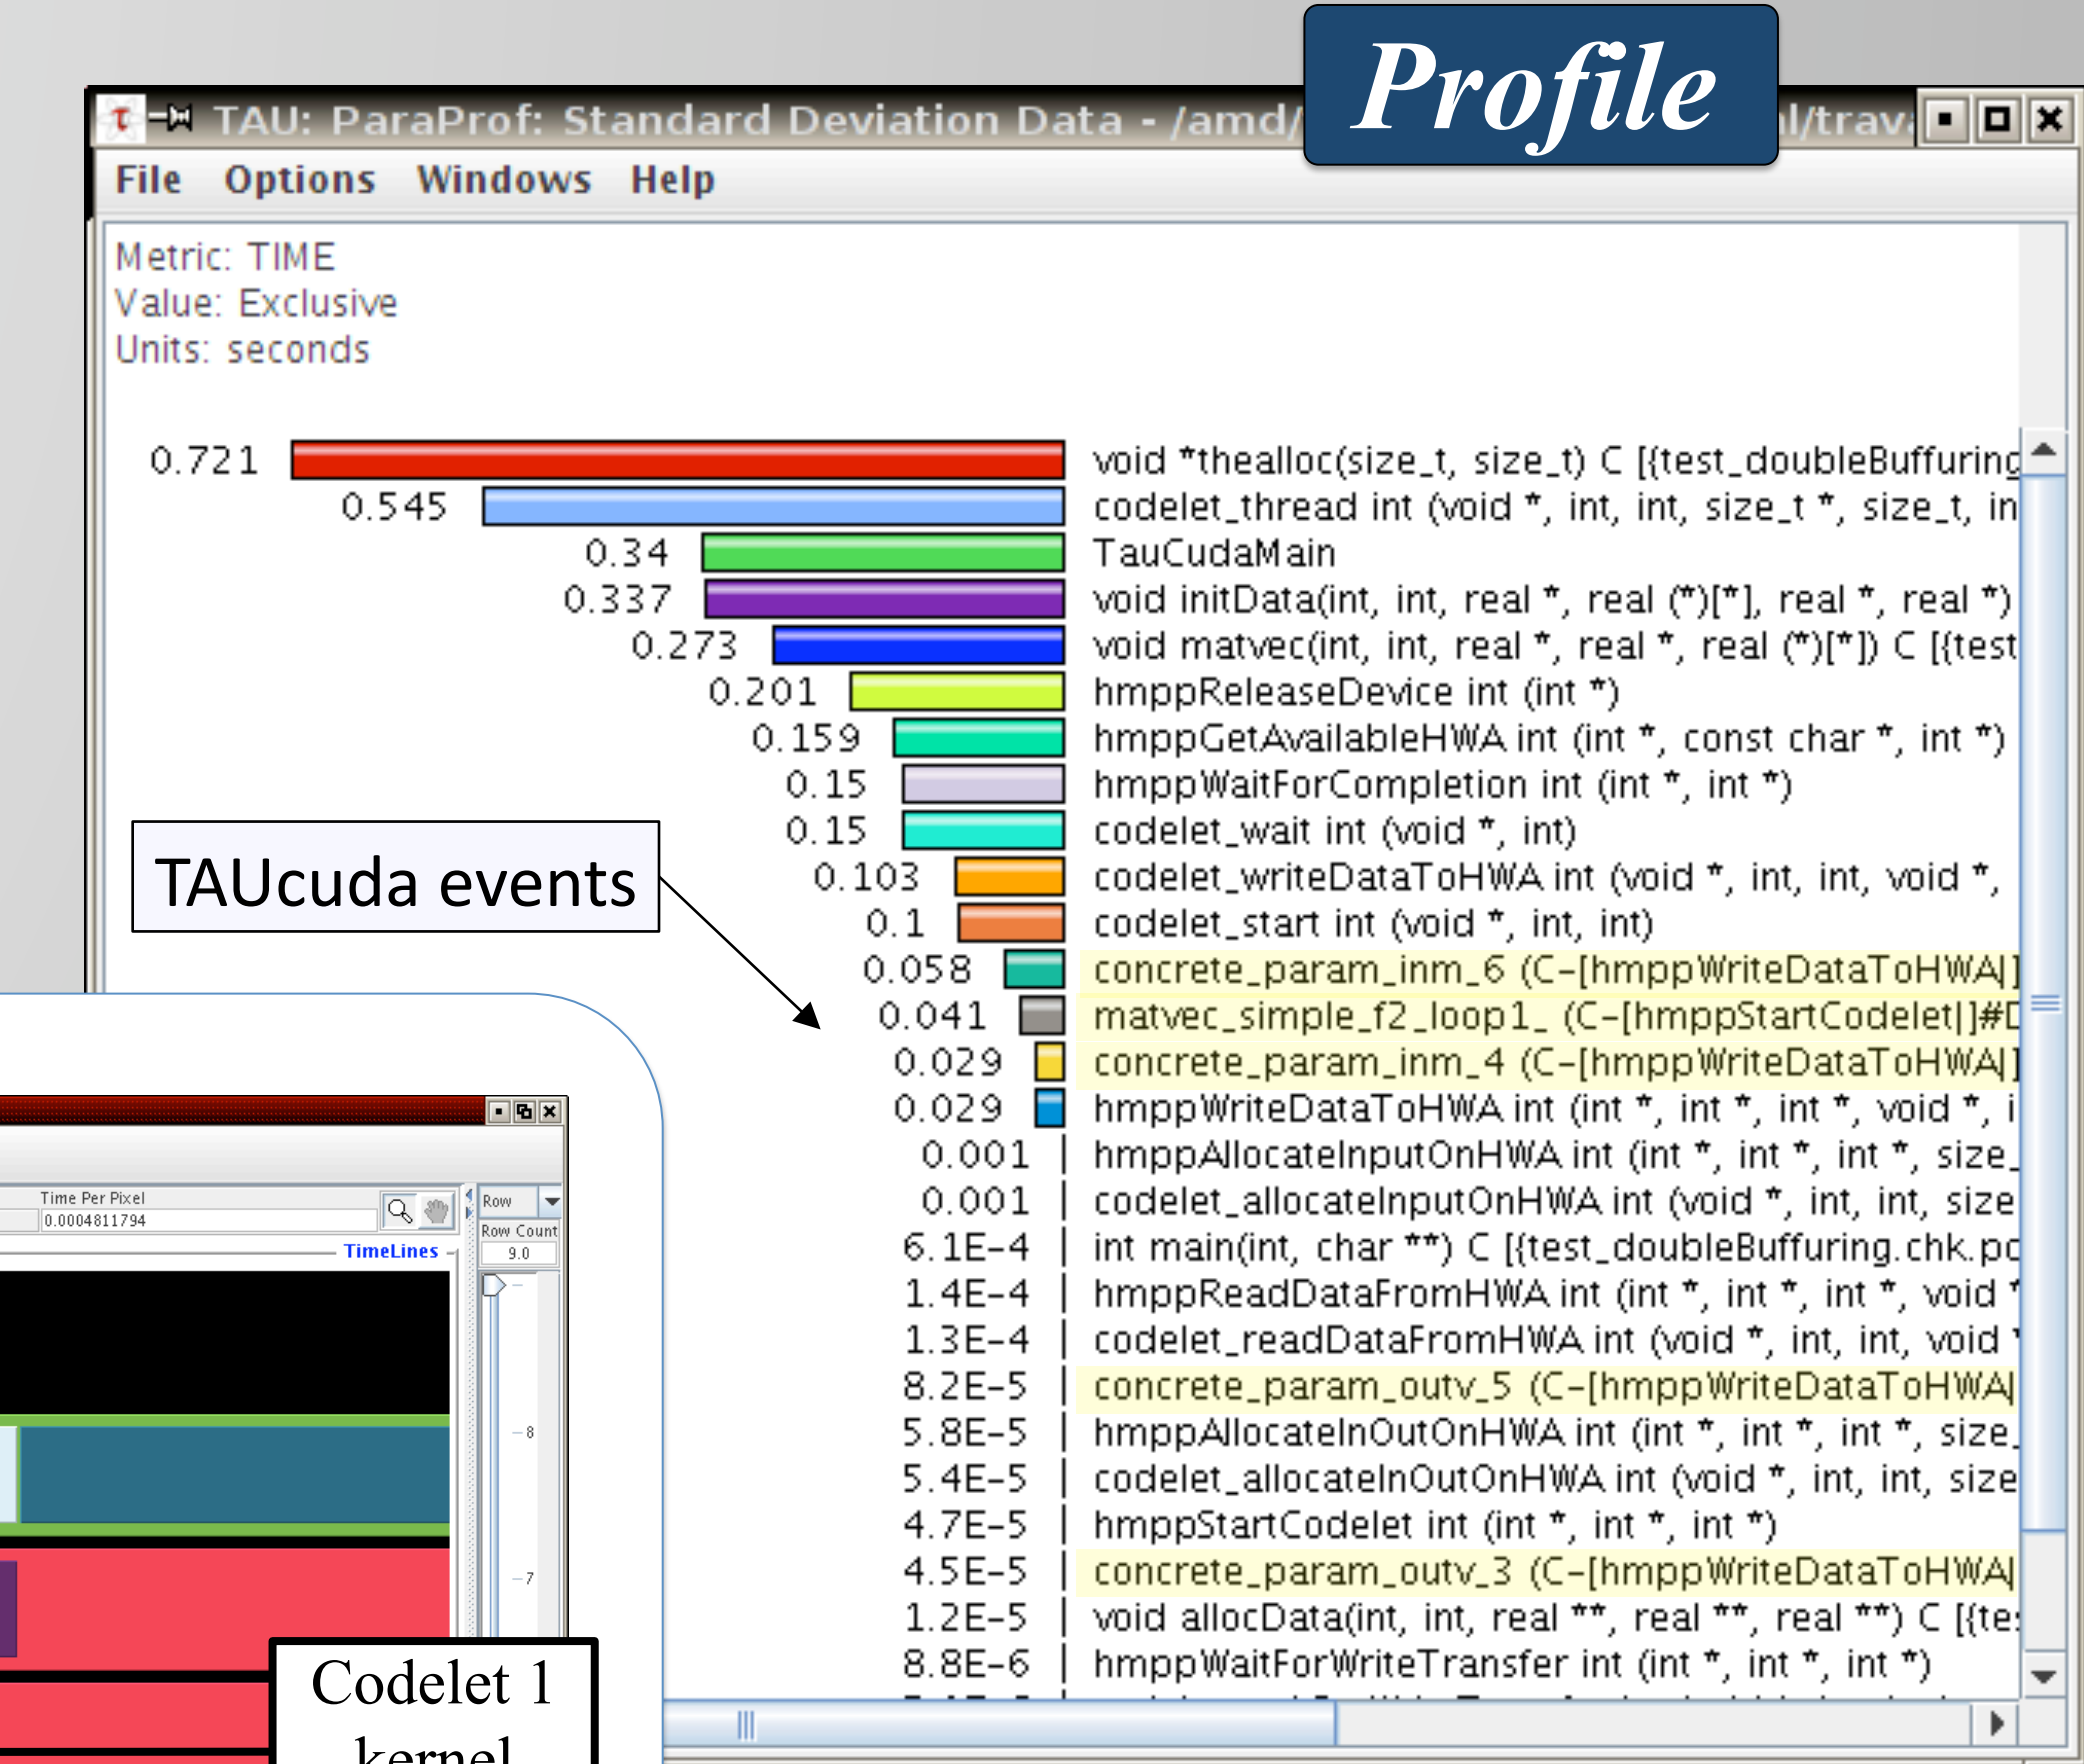 Profile
TAU: ParaProf: Standard Deviation Data - /amd/ l/trav
File Options Windows Help
Metric: TIME
Value: Exclusive
Units: seconds
0.721 void *thealloc(size_t, size_t) C [{test_doubleBuffuring
0.545 codelet_thread int (void *, int, int, size_t *, size_t, in
0.34 TauCudaMain
0.337 void initData(int, int, real *, real (*)[*], real *, real *)
0.273 void matvec(int, int, real *, real *, real (*)[*]) C [{test
0.201 hmppReleaseDevice int (int *)
0.159 hmppGetAvailableHWA int (int *, const char *, int *)
0.15 hmppWaitForCompletion int (int *, int *)
0.15 codelet_wait int (void *, int)
TAUcuda events
0.103 codelet_writeDataToHWA int (void *, int, int, void *,
0.1 codelet_start int (void *, int, int)
0.058 concrete_param_inm_6 (C-[hmppWriteDataToHWA|]
0.041 matvec_simple_f2_loop1_ (C-[hmppStartCodelet|]#
0.029 concrete_param_inm_4 (C-[hmppWriteDataToHWA|]
0.029 hmppWriteDataToHWA int (int *, int *, int *, void *, i
0.001 hmppAllocateInputOnHWA int (int *, int *, int *, size_
0.001 codelet_allocateInputOnHWA int (void *, int, int, size
6.1E-4 int main(int, char **) C [{test_doubleBuffuring.chk.
1.4E-4 hmppReadDataFromHWA int (int *, int *, int *, void *
1.3E-4 codelet_readDataFromHWA int (void *, int, int, void *
8.2E-5 concrete_param_outv_5 (C-[hmppWriteDataToHWA|
5.8E-5 hmppAllocateInOutOnHWA int (int *, int *, int *, size_
5.4E-5 codelet_allocateInOutOnHWA int (void *, int, int, size
4.7E-5 hmppStartCodelet int (int *, int *, int *)
4.5E-5 concrete_param_outv_3 (C-[hmppWriteDataToHWA|
1.2E-5 void allocData(int, int, real **, real **, real **) C [{te
8.8E-6 hmppWaitForWriteTransfer int (int *, int *, int *)
Time Per Pixel
0.0004811794
Row
Row Count
9.0
TimeLines
8
7
Codelet 1
kernel